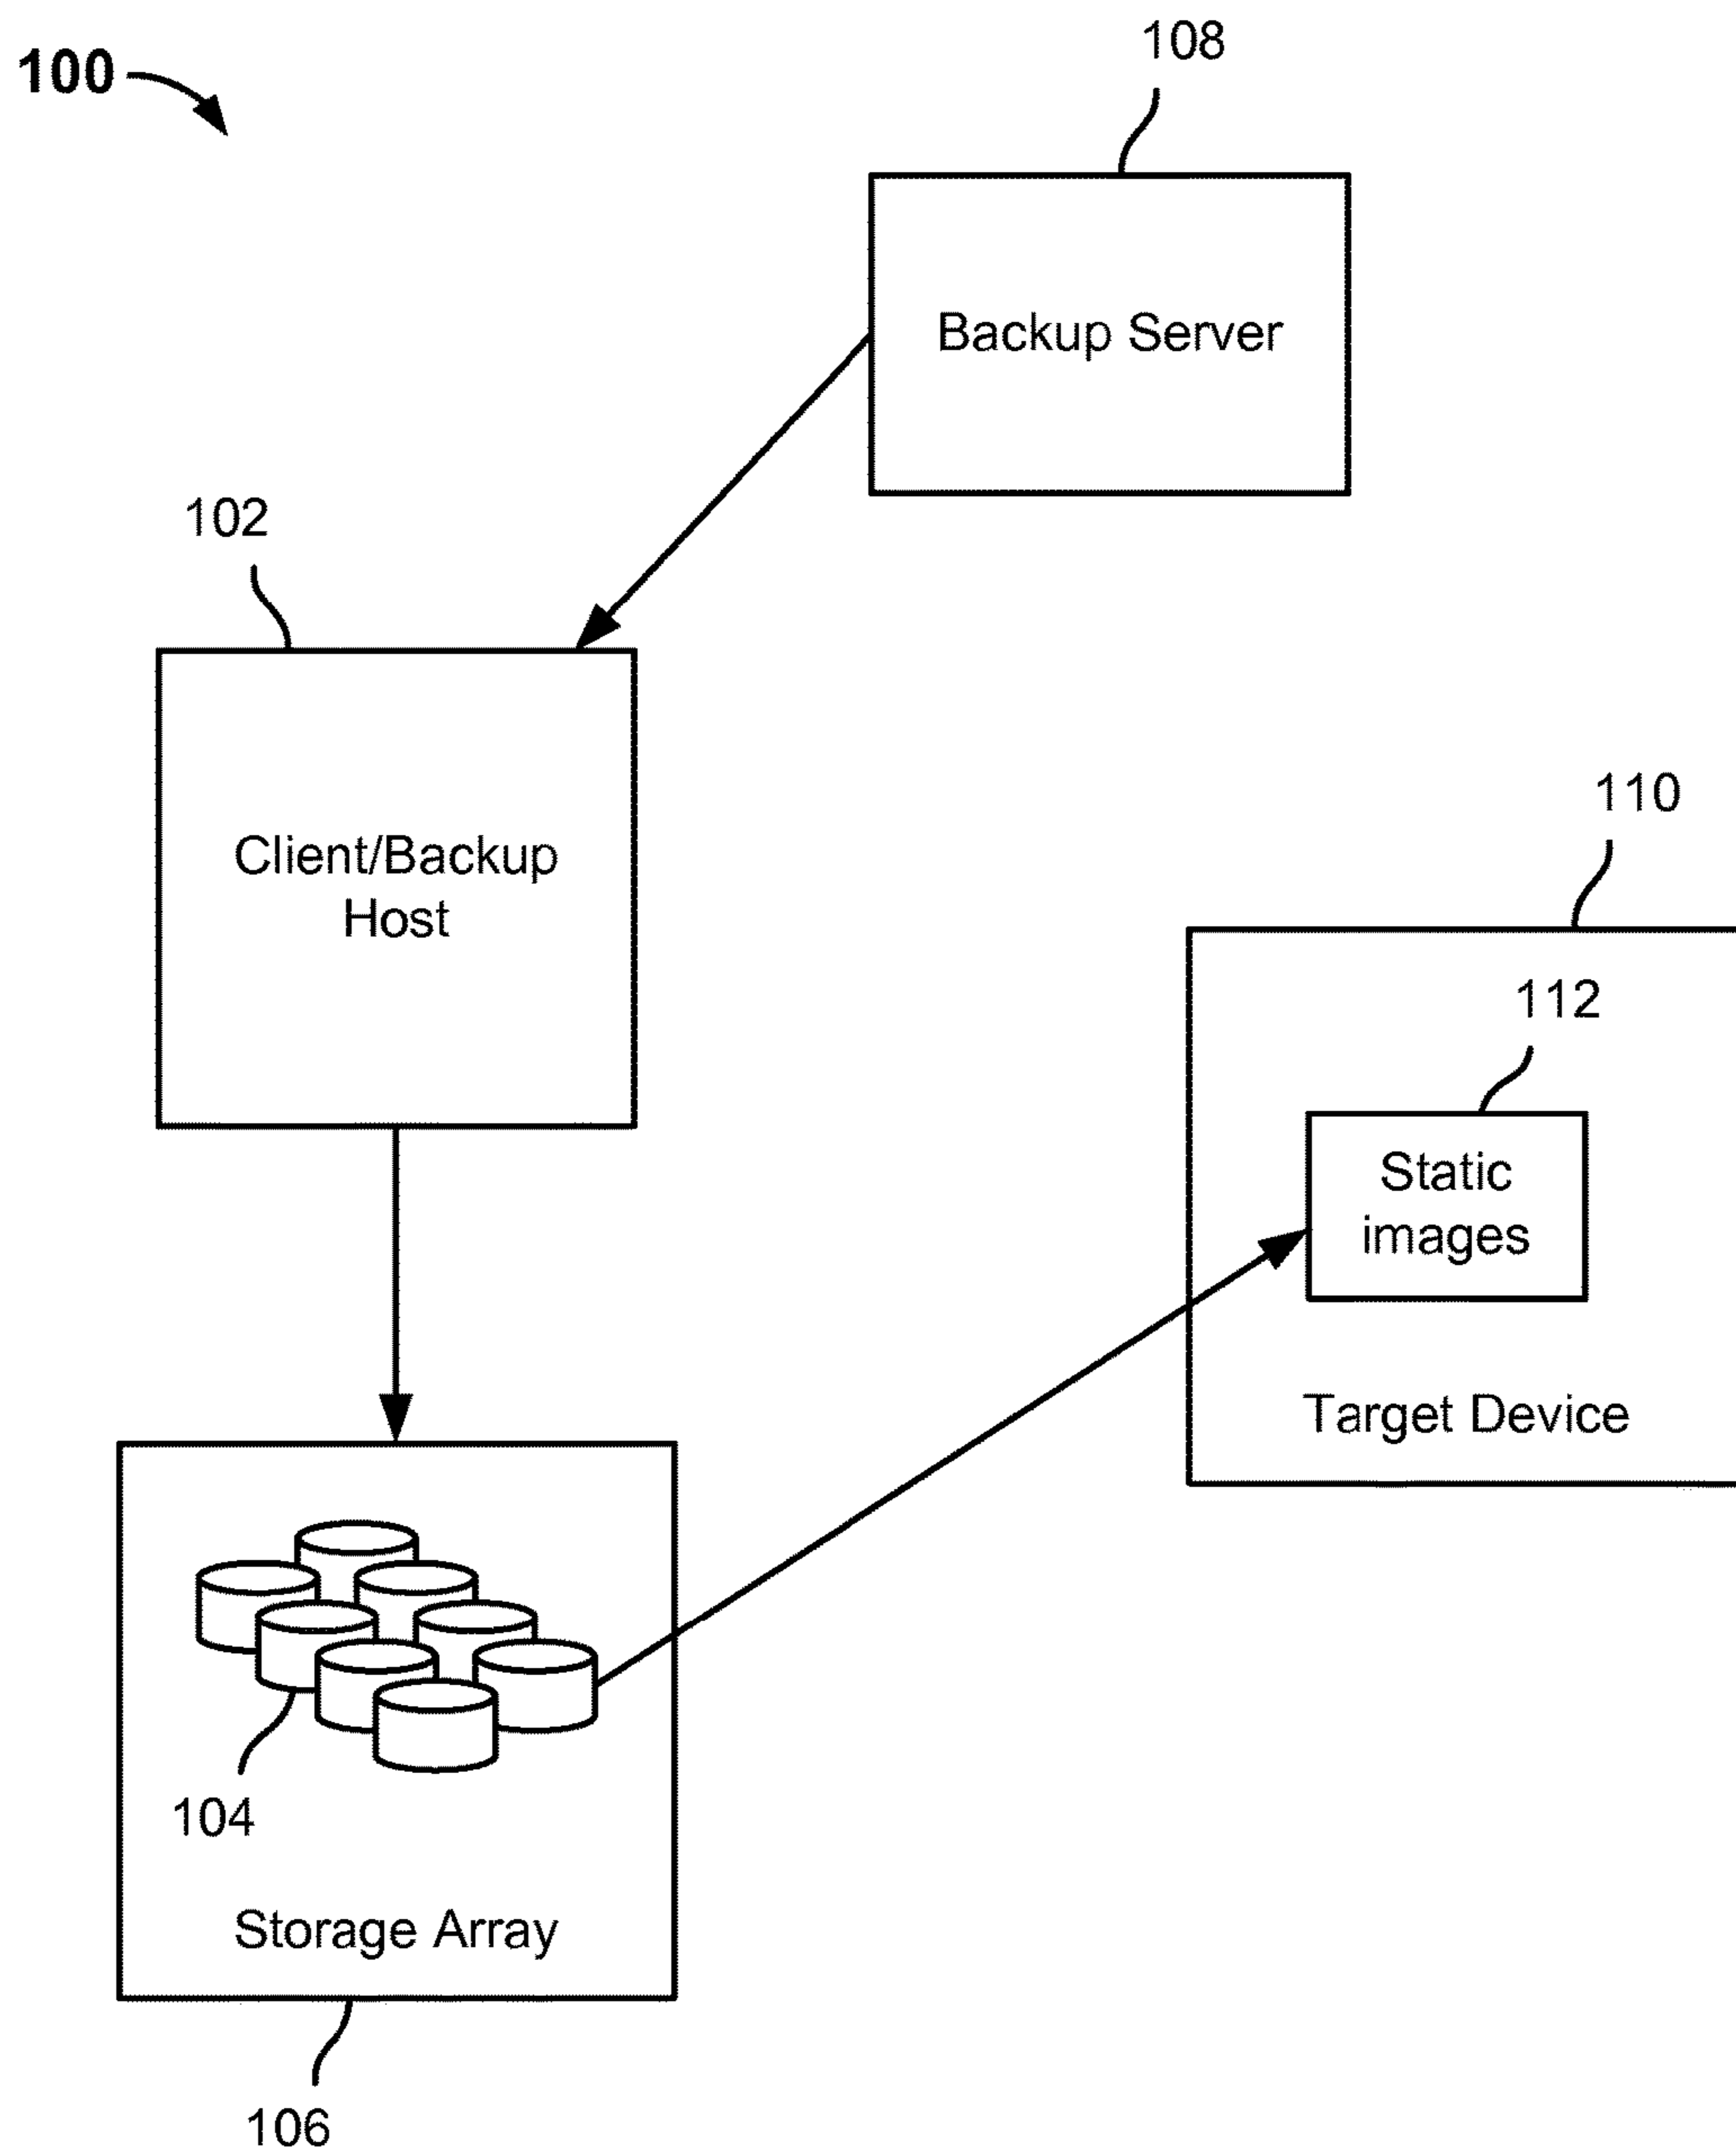 100
108
Backup Server
102
Client/Backup
Host
110
112
Static
images
Target Device
104
Storage Array
106